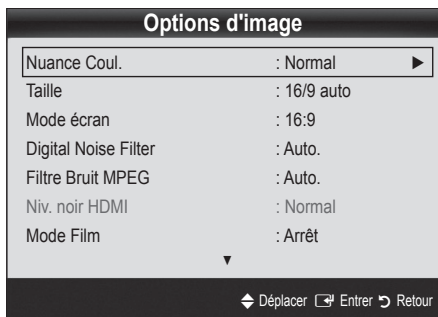 Options d'image
Nuance Coul. : Normal ▶
Taille : 16/9 auto
Mode écran : 16:9
Digital Noise Filter : Auto.
Filtre Bruit MPEG : Auto.
Niv. noir HDMI : Normal
Mode Film : Arrêt
▼
Déplacer Entrer Retour